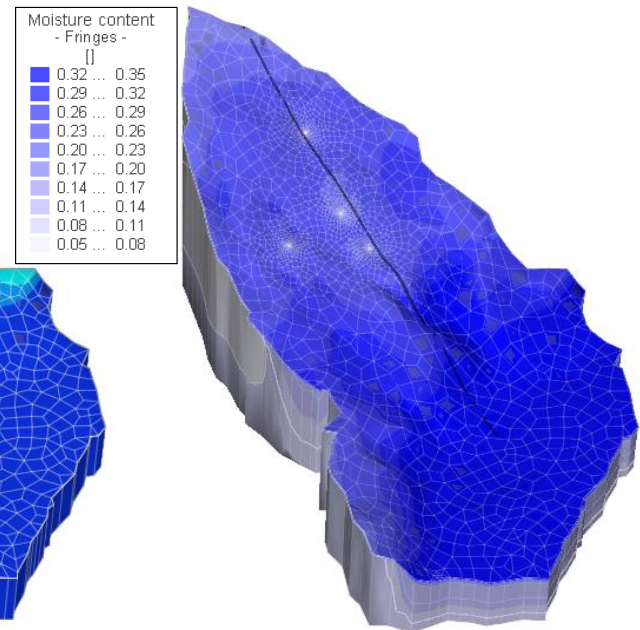 Moisture content
- Fringes -
[]
0.32 ... 0.35
0.29 ... 0.32
0.26 ... 0.29
0.23 ... 0.26
0.20 ... 0.23
0.17 ... 0.20
0.14 ... 0.17
0.11 ... 0.14
0.08 ... 0.11
0.05 ... 0.08